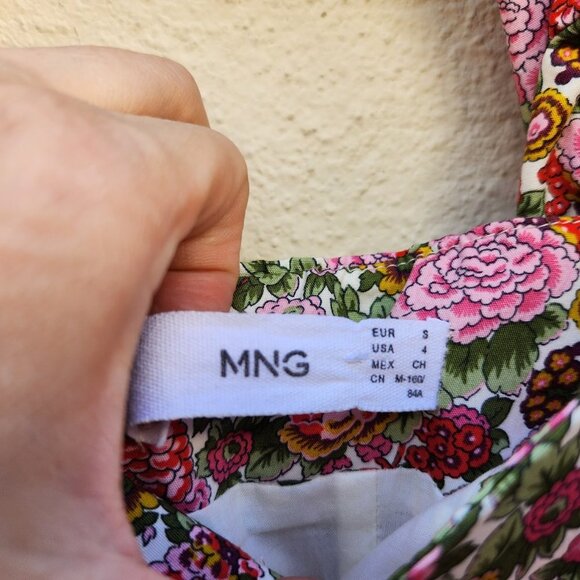 MNG
EUR S
USA 4
MEX CH
CN M-160/
84A